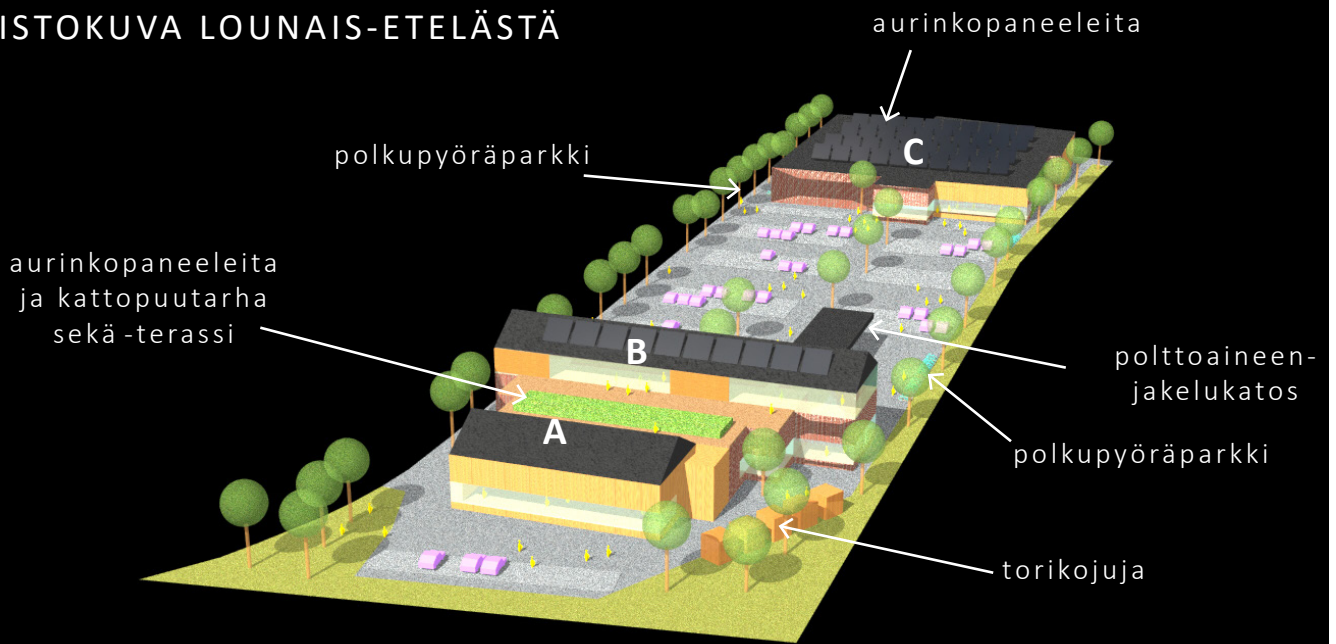 ISTOKUVA LOUNAIS-ETELÄSTÄ
aurinkopaneeleita
polkupyöräparkki
C
aurinkopaneeleita
ja kattopuutarha
sekä -terassi
B
A
polttoaineen-
jakelukatos
polkupyöräparkki
torikojuja